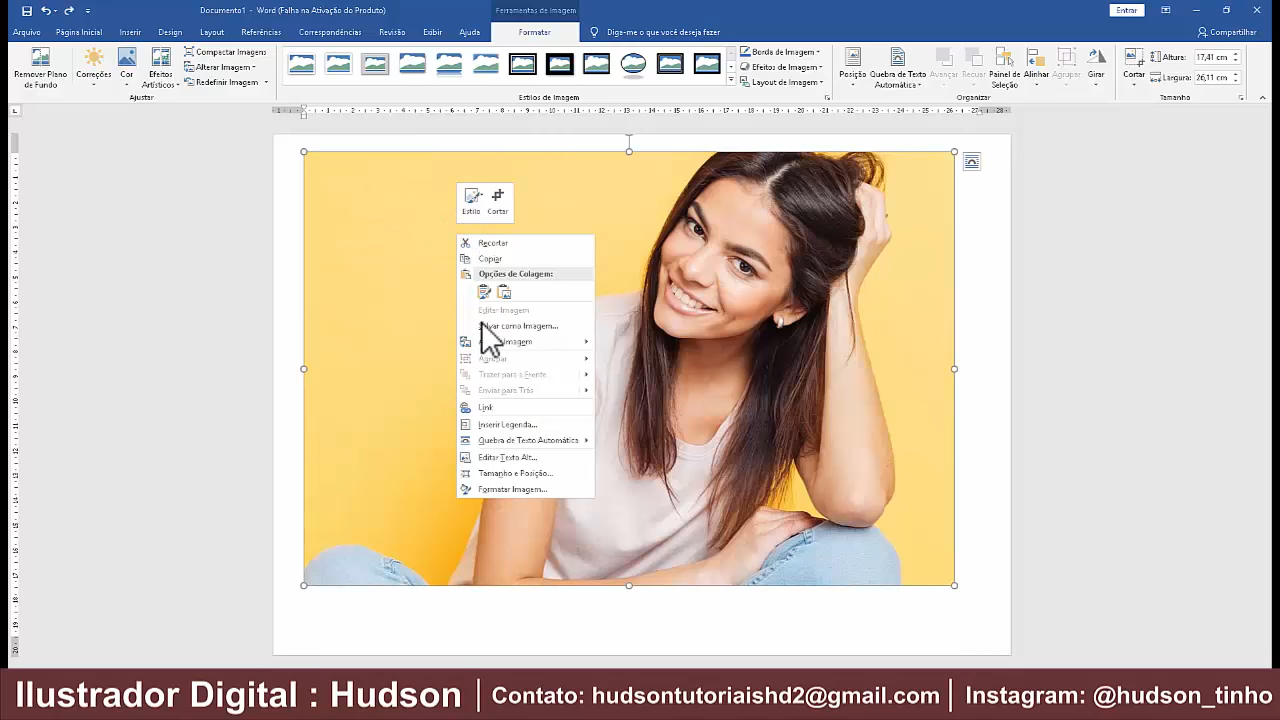 Documento1 - Word (Falha na Ativação do Produto)
Ferramentas de Imagem
Entrar
Arquivo Página Inicial Inserir Design Layout Referências Correspondências Revisão Exibir Ajuda Formatar Diga-me o que você deseja fazer Compartilhar
Remover Plano de Fundo
Correções
Cor
Efeitos Artísticos
Compactar Imagens
Alterar Imagem
Redefinir Imagem
Ajustar
Estilos de Imagem
Borda de Imagem
Efeitos de Imagem
Layout de Imagem
Posição
Quebra de Texto Automática
Avançar
Recuar
Painel de Seleção
Alinhar
Agrupar
Girar
Organizar
Cortar
Altura: 17,41 cm
Largura: 26,11 cm
Tamanho
Estilo Cortar
Recortar
Copiar
Opções de Colagem:
Editar Imagem
como Imagem...
Imagem
Agrupar
Trazer para a Frente
Enviar para Trás
Link
Inserir Legenda...
Quebra de Texto Automática
Editar Texto Alt...
Tamanho e Posição...
Formatar Imagem...
Ilustrador Digital : Hudson | Contato: hudsontutoriaishd2@gmail.com | Instagram: @hudson_tinho